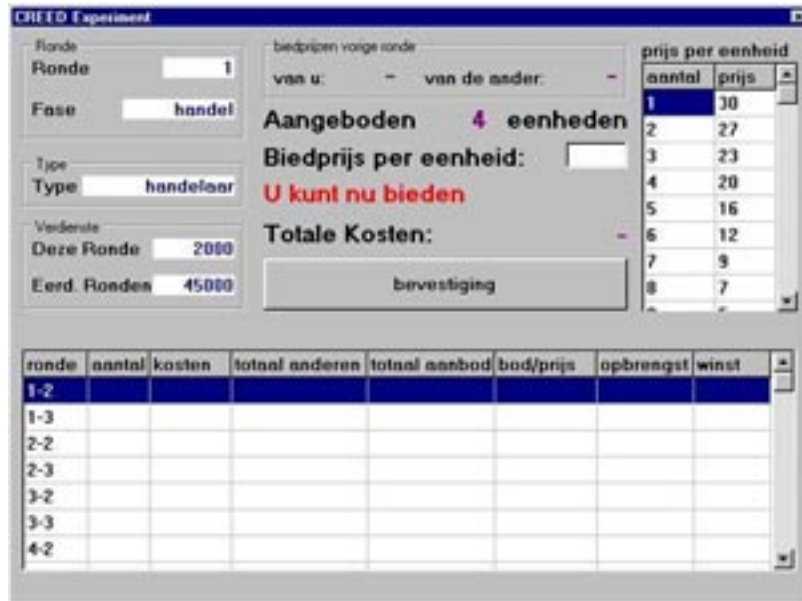 CREED Experiment
Ronde
Ronde 1
Fase handel
Type
Type handelaar
Verdienste
Deze Ronde 2000
Eerd. Ronden 45000
biedprijzen vorige ronde
van u: - van de ander: -
Aangeboden 4 eenheden
Biedprijs per eenheid:
U kunt nu bieden
Totale Kosten: -
bevestiging
prijs per eenheid
aantal prijs
1 30
2 27
3 23
4 20
5 16
6 12
7 9
8 7
ronde aantal kosten totaal anderen totaal aanbod bod/prijs opbrengst winst
1-2
1-3
2-2
2-3
3-2
3-3
4-2